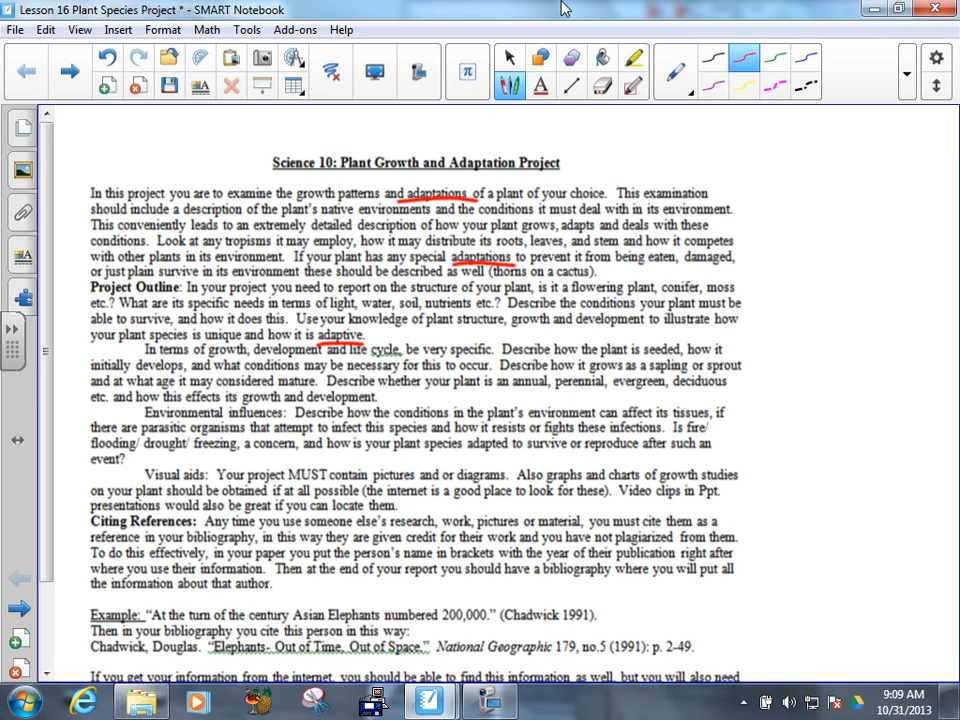 Lesson 16 Plant Species Project * - SMART Notebook
File Edit View Insert Format Math Tools Add-ons Help
Science 10: Plant Growth and Adaptation Project
In this project you are to examine the growth patterns and adaptations of a plant of your choice. This examination
should include a description of the plant's native environments and the conditions it must deal with in its environment.
This conveniently leads to an extremely detailed description of how your plant grows, adapts and deals with these
conditions. Look at any tropisms it may employ, how it may distribute its roots, leaves, and stem and how it competes
with other plants in its environment. If your plant has any special adaptations to prevent it from being eaten, damaged,
or just plain survive in its environment these should be described as well (thorns on a cactus).
Project Outline: In your project you need to report on the structure of your plant, is it a flowering plant, conifer, moss
etc.? What are its specific needs in terms of light, water, soil, nutrients etc.? Describe the conditions your plant must be
able to survive, and how it does this. Use your knowledge of plant structure, growth and development to illustrate how
your plant species is unique and how it is adaptive.
In terms of growth, development and life cycle, be very specific. Describe how the plant is seeded, how it
initially develops, and what conditions may be necessary for this to occur. Describe how it grows as a sapling or sprout
and at what age it may considered mature. Describe whether your plant is an annual, perennial, evergreen, deciduous
etc. and how this effects its growth and development.
Environmental influences: Describe how the conditions in the plant's environment can affect its tissues, if
there are parasitic organisms that attempt to infect this species and how it resists or fights these infections. Is fire/
flooding/ drought/ freezing, a concern, and how is your plant species adapted to survive or reproduce after such an
event?
Visual aids: Your project MUST contain pictures and or diagrams. Also graphs and charts of growth studies
on your plant should be obtained if at all possible (the internet is a good place to look for these). Video clips in Ppt.
presentations would also be great if you can locate them.
Citing References: Any time you use someone else's research, work, pictures or material, you must cite them as a
reference in your bibliography, in this way they are given credit for their work and you have not plagiarized from them.
To do this effectively, in your paper you put the person's name in brackets with the year of their publication right after
where you use their information. Then at the end of your report you should have a bibliography where you will put all
the information about that author.
Example: "At the turn of the century Asian Elephants numbered 200,000." (Chadwick 1991).
Then in your bibliography you cite this person in this way:
Chadwick, Douglas. "Elephants- Out of Time, Out of Space." National Geographic 179, no.5 (1991): p. 2-49.
If you get your information from the internet, you should be able to find this information as well, but you will also need
9:09 AM
10/31/2013